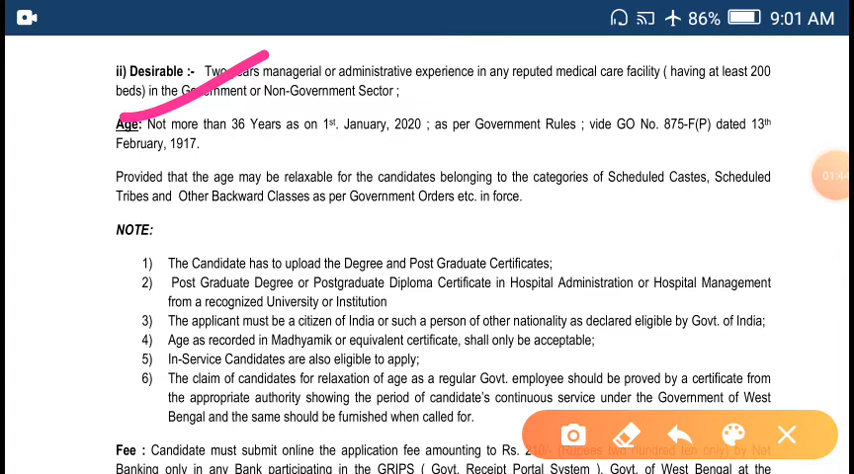 86% 9:01 AM
ii) Desirable :- Two years managerial or administrative experience in any reputed medical care facility ( having at least 200
beds) in the Government or Non-Government Sector ;
Age: Not more than 36 Years as on 1st. January, 2020 ; as per Government Rules ; vide GO No. 875-F(P) dated 13th
February, 1917.
01:44
Provided that the age may be relaxable for the candidates belonging to the categories of Scheduled Castes, Scheduled
Tribes and Other Backward Classes as per Government Orders etc. in force.
NOTE:
1) The Candidate has to upload the Degree and Post Graduate Certificates;
2) Post Graduate Degree or Postgraduate Diploma Certificate in Hospital Administration or Hospital Management
from a recognized University or Institution
3) The applicant must be a citizen of India or such a person of other nationality as declared eligible by Govt. of India;
4) Age as recorded in Madhyamik or equivalent certificate, shall only be acceptable;
5) In-Service Candidates are also eligible to apply;
6) The claim of candidates for relaxation of age as a regular Govt. employee should be proved by a certificate from
the appropriate authority showing the period of candidate's continuous service under the Government of West
Bengal and the same should be furnished when called for.
Fee : Candidate must submit online the application fee amounting to Rs. 210/- (Rupees two hundred ten only) by Net
Banking only in any Bank participating in the GRIPS ( Govt. Receipt Portal System ), Govt. of West Bengal at the